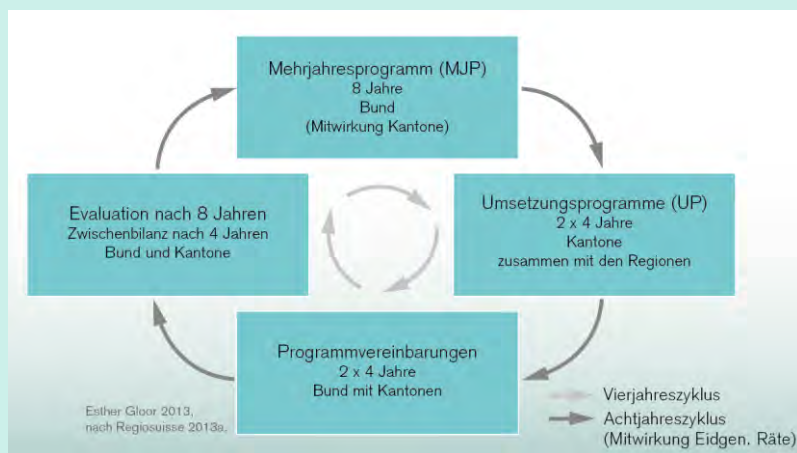 Mehrjahresprogramm (MJP)
8 Jahre
Bund
(Mitwirkung Kantone)
Evaluation nach 8 Jahren
Zwischenbilanz nach 4 Jahren
Bund und Kantone
Umsetzungsprogramme (UP)
2 x 4 Jahre
Kantone
zusammen mit den Regionen
Programmvereinbarungen
2 x 4 Jahre
Bund mit Kantonen
Esther Gloor 2013,
nach Regiosuisse 2013a.
Vierjahreszyklus
Achtjahreszyklus
(Mitwirkung Eidgen. Räte)